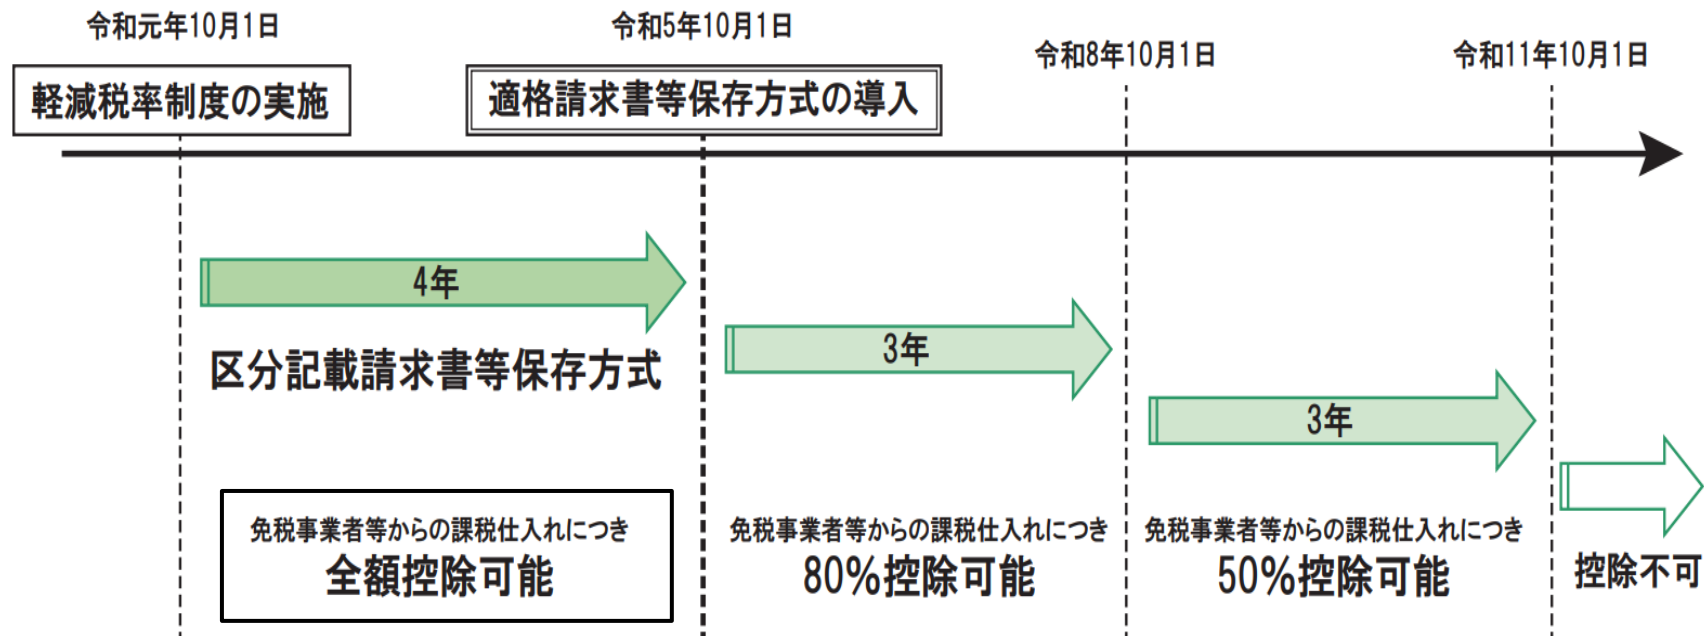 令和元年10月1日
令和5年10月1日
令和8年10月1日
令和11年10月1日
軽減税率制度の実施
適格請求書等保存方式の導入
4年
区分記載請求書等保存方式
3年
3年
免税事業者等からの課税仕入れにつき
全額控除可能
免税事業者等からの課税仕入れにつき
80%控除可能
免税事業者等からの課税仕入れにつき
50%控除可能
控除不可